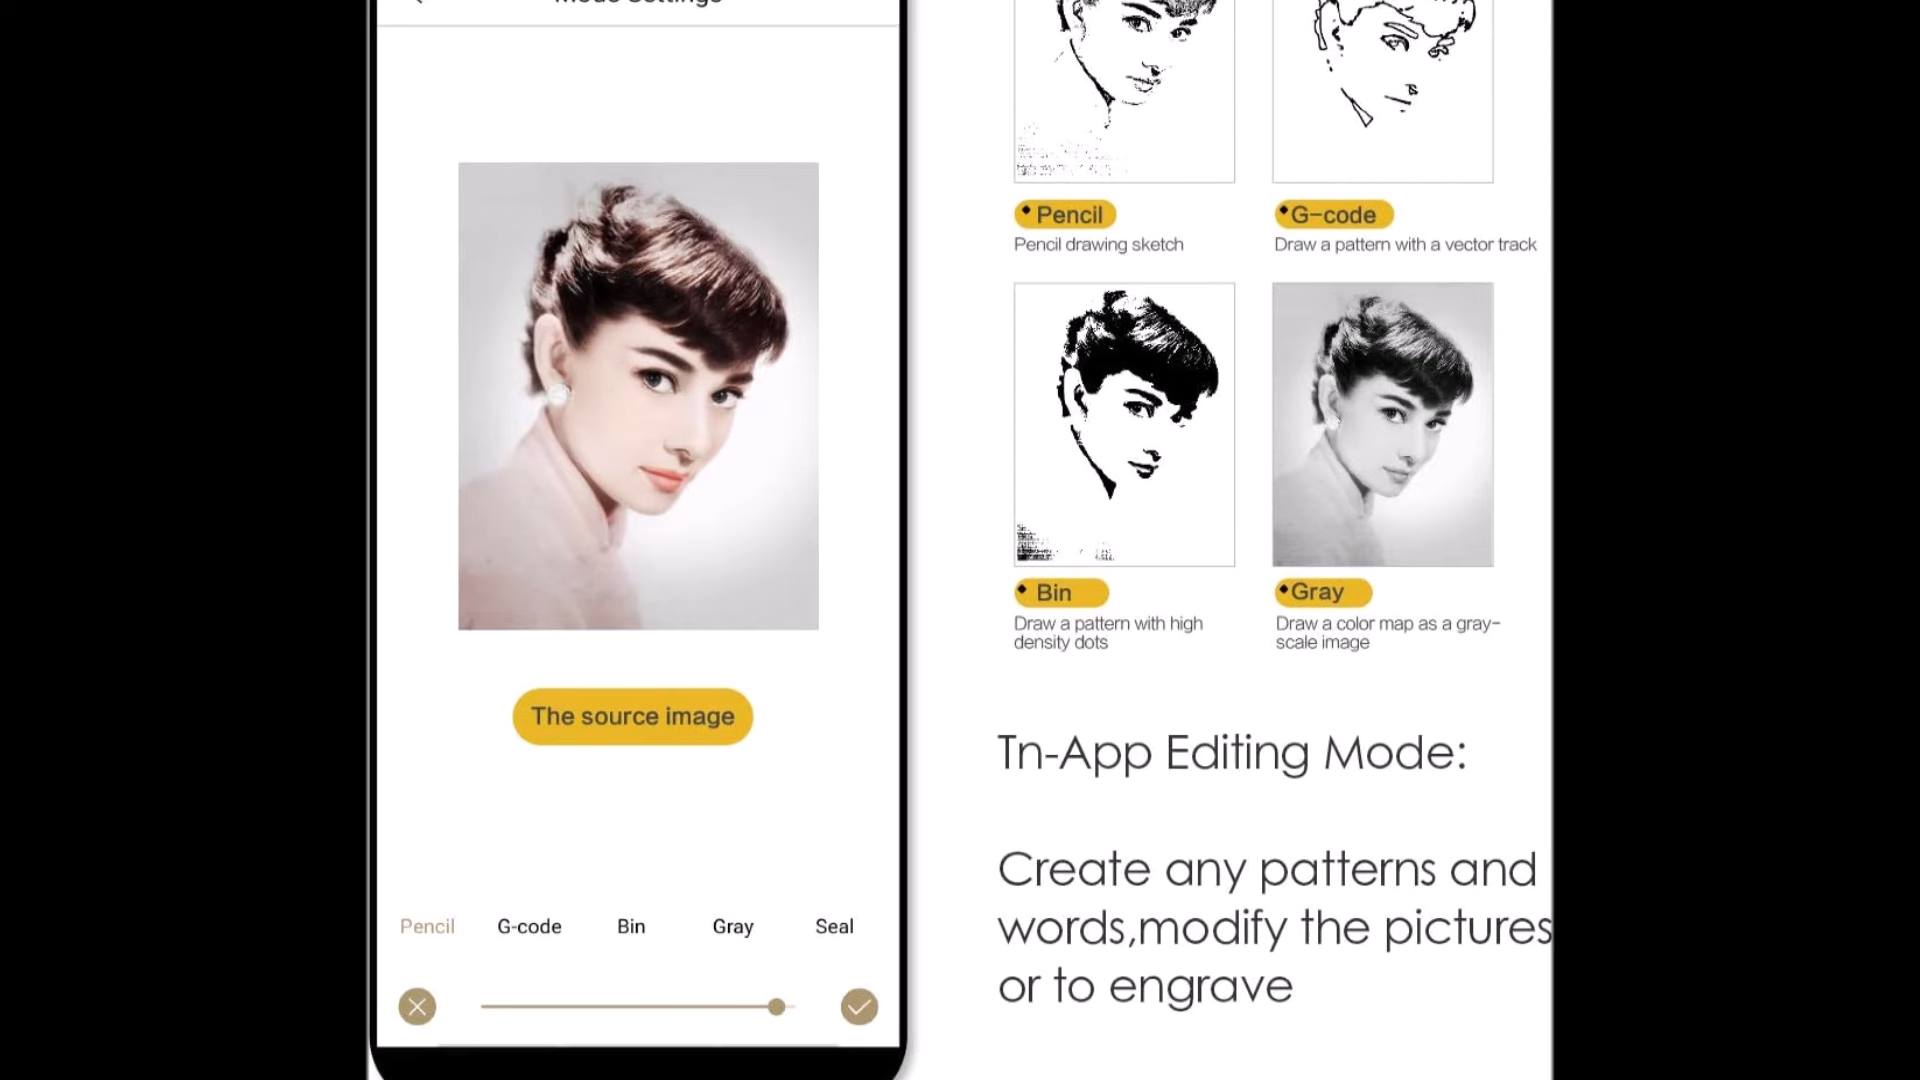 Mode Settings
The source image
Pencil
G-code
Bin
Gray
Seal
Pencil
Pencil drawing sketch
G-code
Draw a pattern with a vector track
Bin
Draw a pattern with high
density dots
Gray
Draw a color map as a gray-
scale image
Tn-App Editing Mode:
Create any patterns and
words,modify the pictures
or to engrave